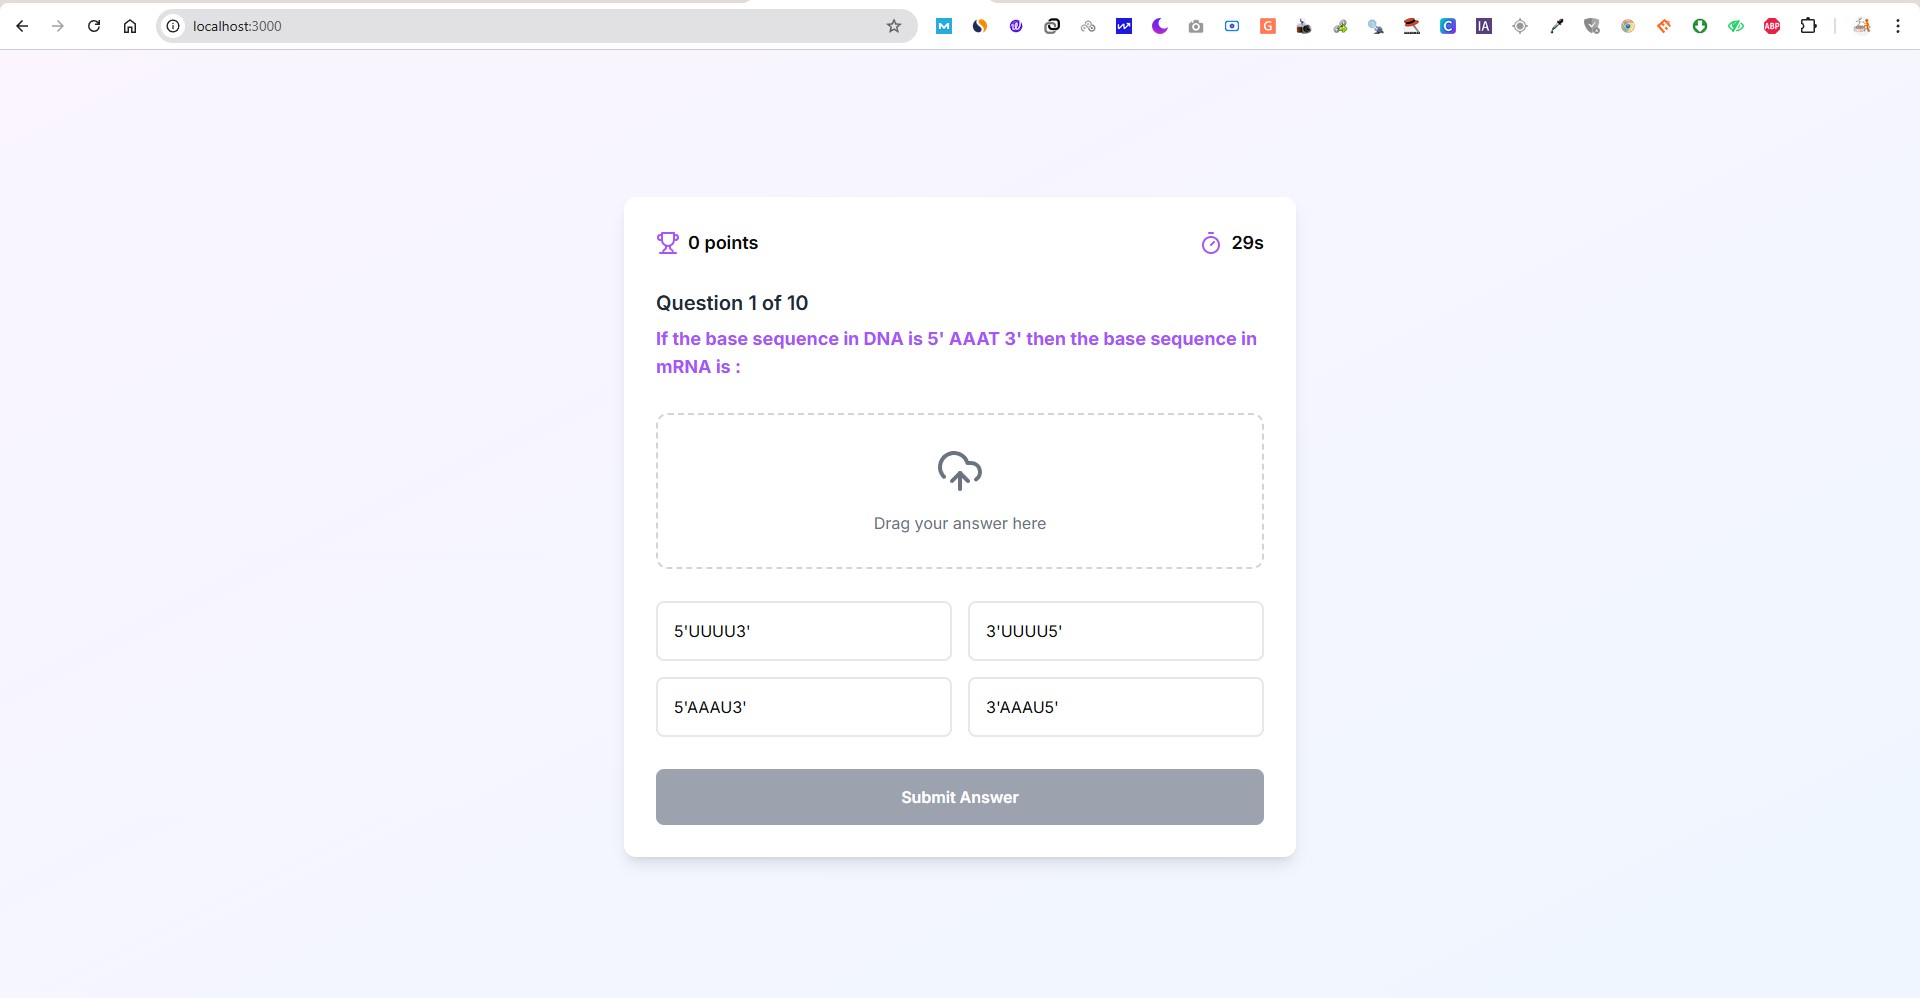 localhost:3000
0 points
29s
Question 1 of 10
If the base sequence in DNA is 5' AAAT 3' then the base sequence in
mRNA is :
Drag your answer here
5'UUUU3'
3'UUUU5'
5'AAAU3'
3'AAAU5'
Submit Answer